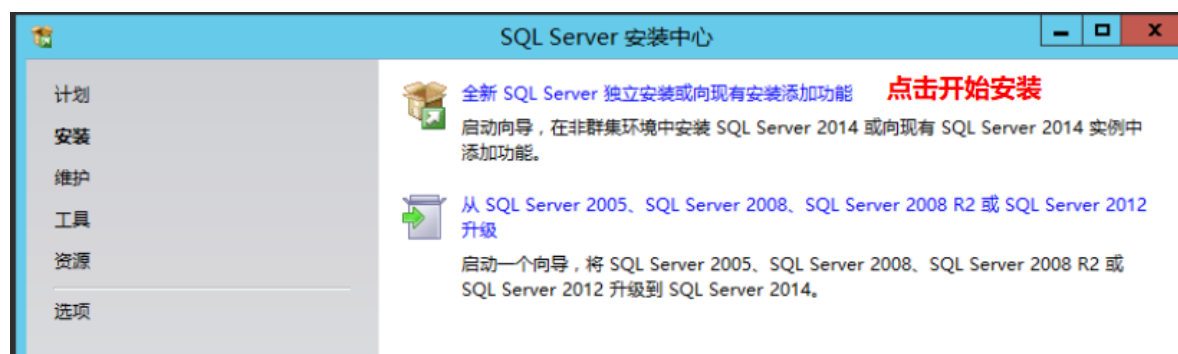 SQL Server 安装中心
计划
安装
维护
工具
资源
选项
全新 SQL Server 独立安装或向现有安装添加功能 点击开始安装
启动向导，在非群集环境中安装 SQL Server 2014 或向现有 SQL Server 2014 实例中
添加功能。
从 SQL Server 2005、SQL Server 2008、SQL Server 2008 R2 或 SQL Server 2012
升级
启动一个向导，将 SQL Server 2005、SQL Server 2008、SQL Server 2008 R2 或
SQL Server 2012 升级到 SQL Server 2014。